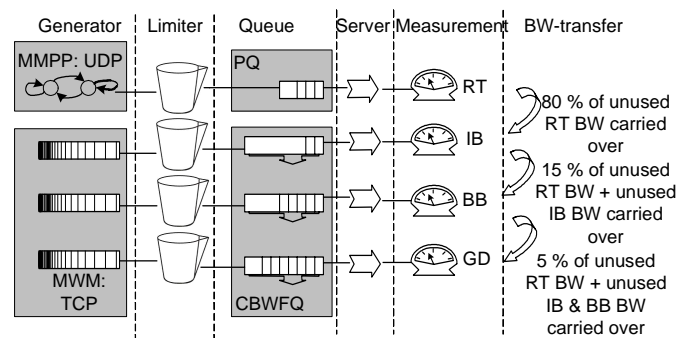 Generator Limiter Queue Server Measurement BW-transfer
MMPP: UDP
PQ
RT
80 % of unused
RT BW carried
over
IB
15 % of unused
RT BW + unused
IB BW carried
over
BB
GD
5 % of unused
RT BW + unused
IB & BB BW
carried over
MWM:
TCP
CBWFQ